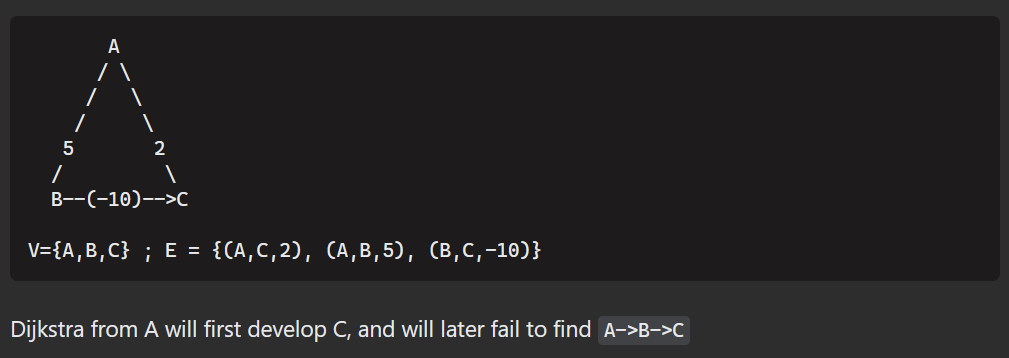 A
/ \
/ \
/ \
5 2
/ \
B--(-10)-->C
V={A,B,C} ; E = {(A,C,2), (A,B,5), (B,C,-10)}
Dijkstra from A will first develop C, and will later fail to find A->B->C